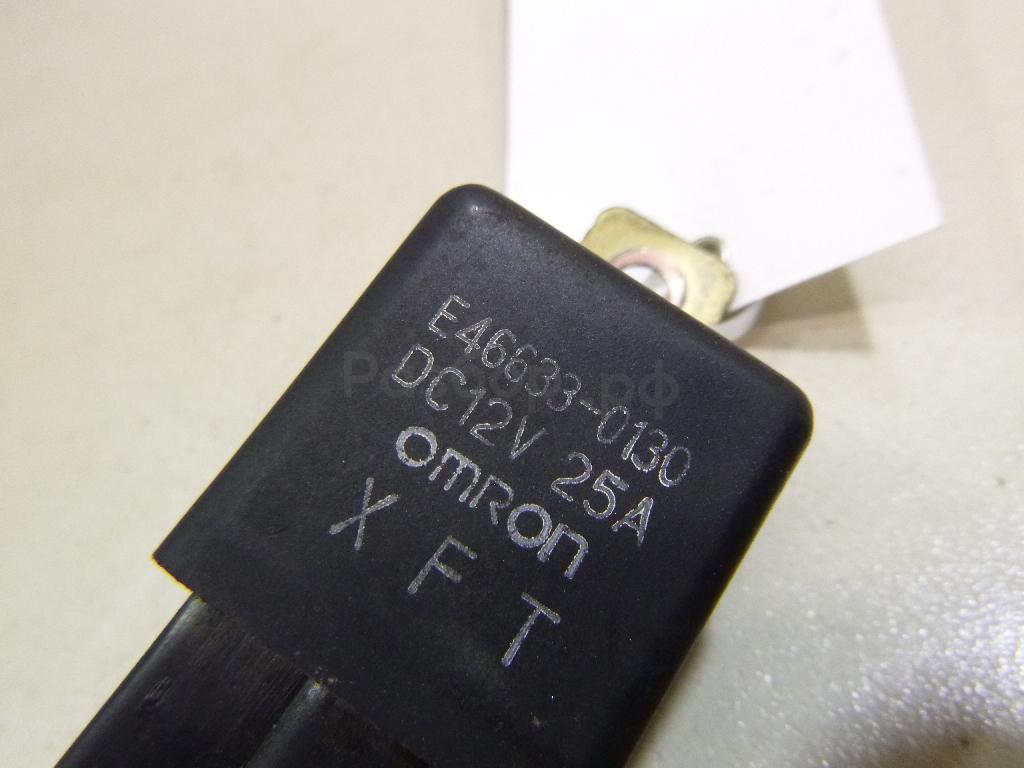 E46633-0130
DC12V 25A
omron
X F T